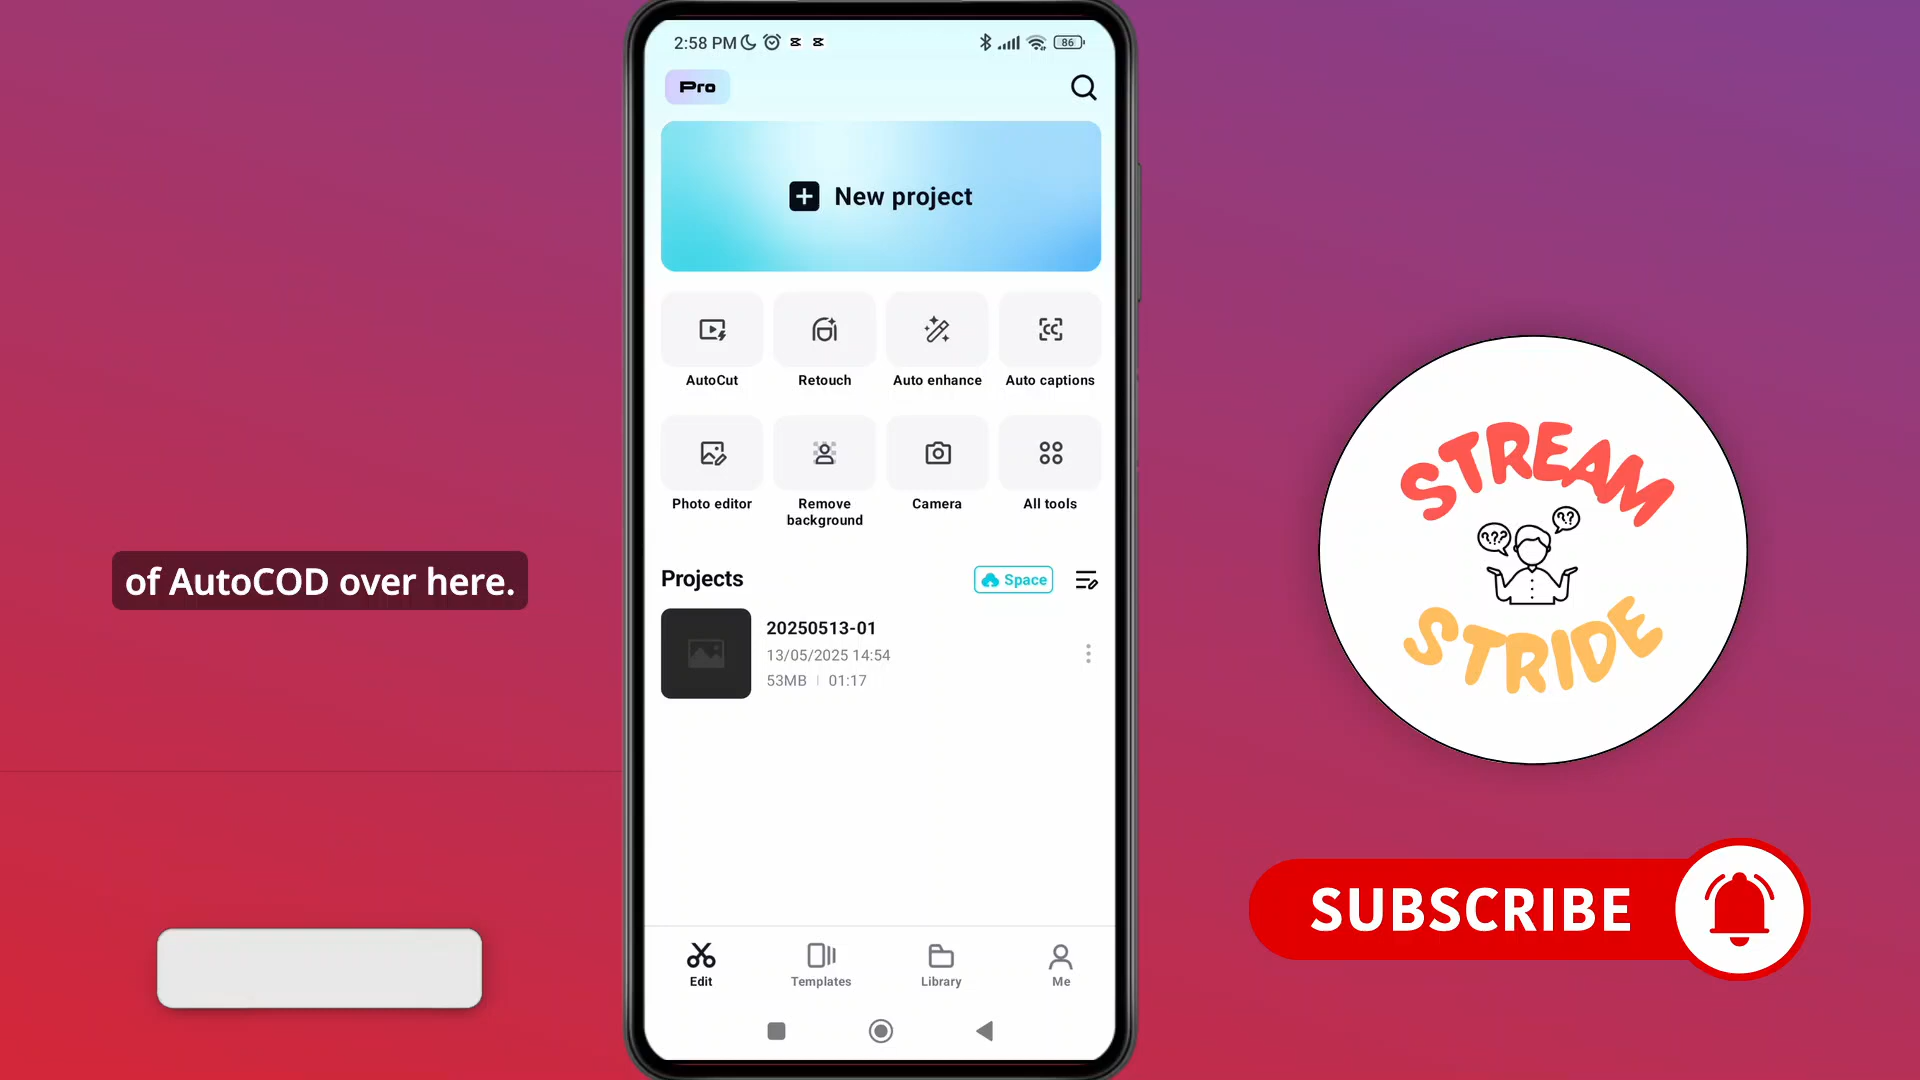 2:58 PM
86
Pro
New project
AutoCut
Retouch
Auto enhance
Auto captions
Photo editor
Remove
background
Camera
All tools
Projects
Space
20250513-01
13/05/2025 14:54
53MB | 01:17
Edit
Templates
Library
Me
of AutoCOD over here.
STREAM
???
??
STRIDE
SUBSCRIBE